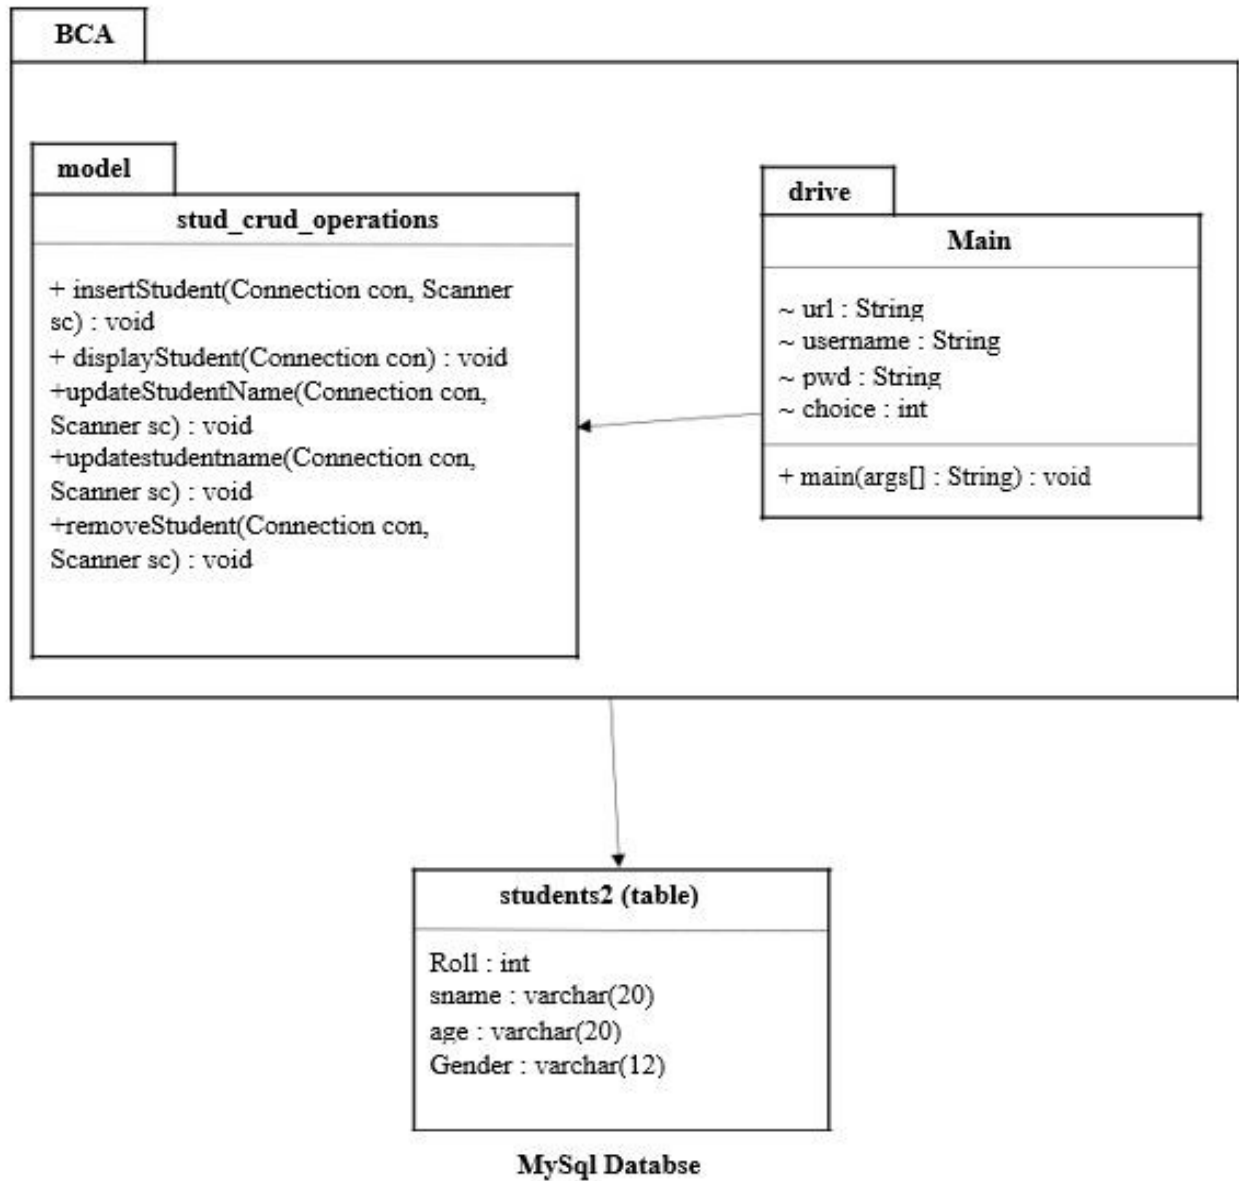 BCA
model
stud_crud_operations
+ insertStudent(Connection con, Scanner
sc) : void
+ displayStudent(Connection con) : void
+updateStudentName(Connection con,
Scanner sc) : void
+updatestudentname(Connection con,
Scanner sc) : void
+removeStudent(Connection con,
Scanner sc) : void
drive
Main
~ url : String
~ username : String
~ pwd : String
~ choice : int
+ main(args[] : String) : void
students2 (table)
Roll : int
sname : varchar(20)
age : varchar(20)
Gender : varchar(12)
MySql Databse